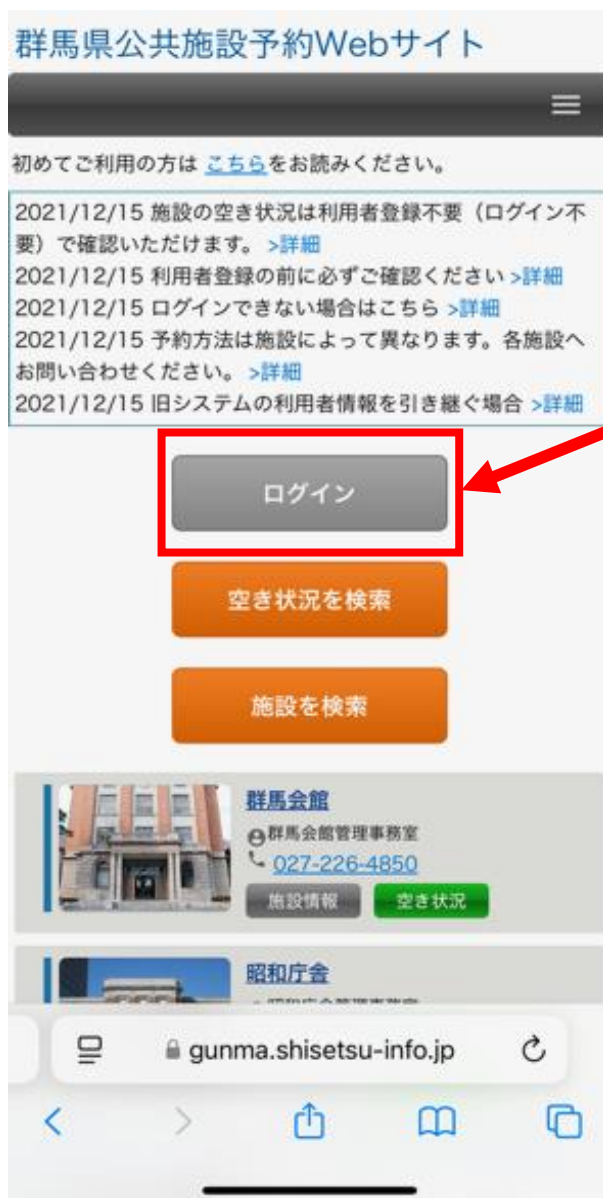 群馬県公共施設予約Webサイト
初めてご利用の方は こちらをお読みください。
2021/12/15 施設の空き状況は利用者登録不要（ログイン不
要）で確認いただけます。 >詳細
2021/12/15 利用者登録の前に必ずご確認ください >詳細
2021/12/15 ログインできない場合はこちら >詳細
2021/12/15 予約方法は施設によって異なります。各施設へ
お問い合わせください。 >詳細
2021/12/15 旧システムの利用者情報を引き継ぐ場合 >詳細
ログイン
空き状況を検索
施設を検索
群馬会館
群馬会館管理事務室
027-226-4850
施設情報 空き状況
昭和庁舎
gunma.shisetsu-info.jp